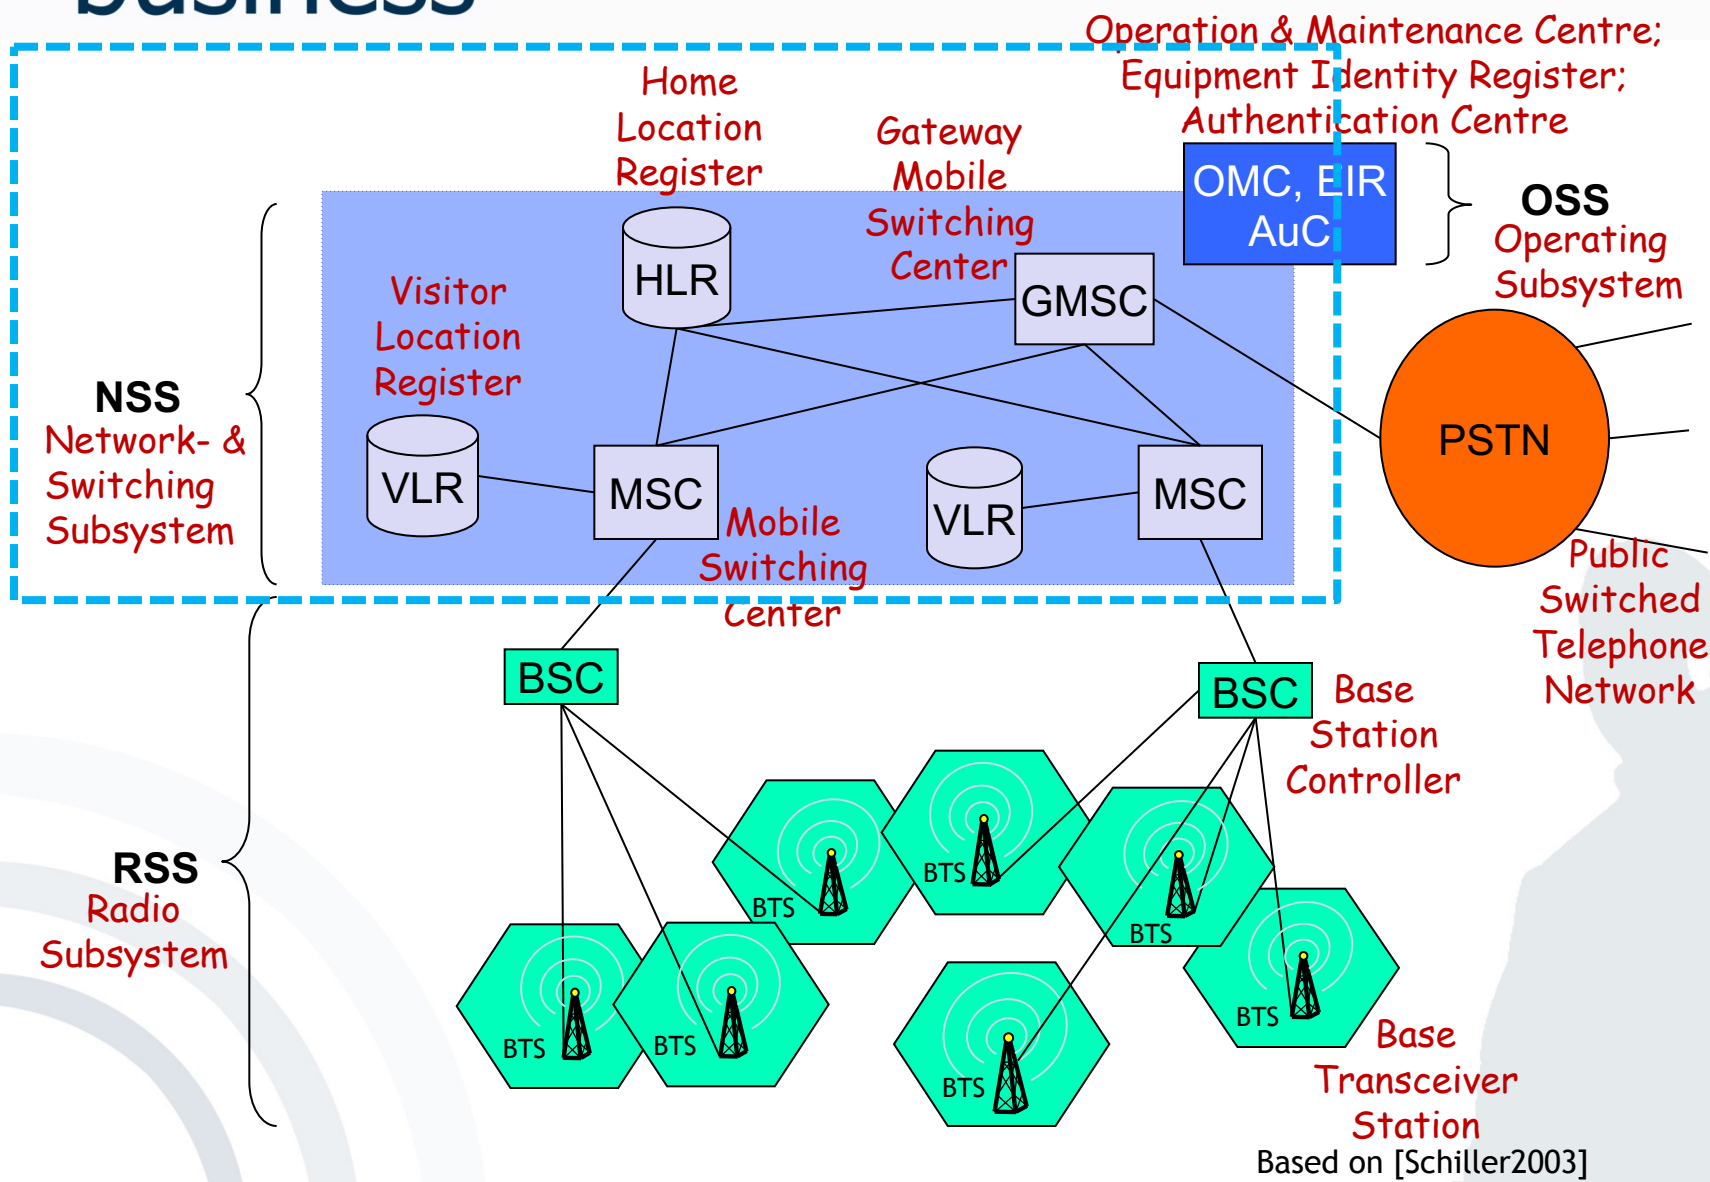 business
Operation & Maintenance Centre;
Equipment Identity Register;
Authentication Centre
Home
Location
Register
Gateway
Mobile
Switching
Center
OMC, EIR
AuC
OSS
Operating
Subsystem
HLR
GMSC
Visitor
Location
Register
NSS
Network- &
Switching
Subsystem
VLR
MSC
Mobile
Switching
Center
VLR
MSC
PSTN
Public
Switched
Telephone
Network
BSC
BSC
Base
Station
Controller
RSS
Radio
Subsystem
BTS
BTS
BTS
BTS
BTS
BTS
BTS
Base
Transceiver
Station
Based on [Schiller2003]